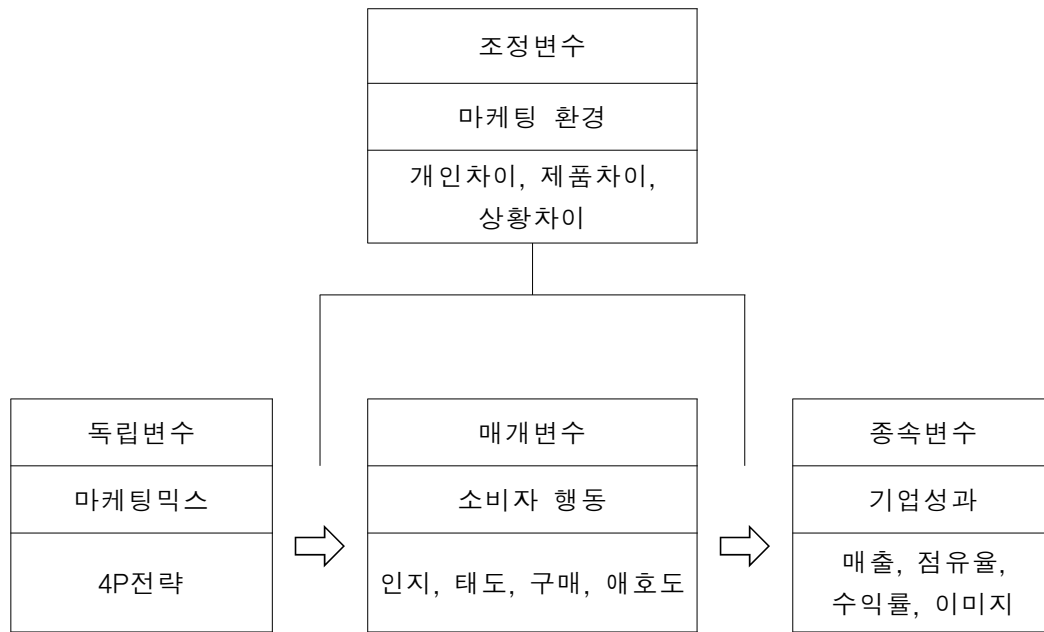 조정변수
마케팅 환경
개인차이, 제품차이,
상황차이
독립변수
마케팅믹스
4P전략
매개변수
소비자 행동
인지, 태도, 구매, 애호도
종속변수
기업성과
매출, 점유율,
수익률, 이미지